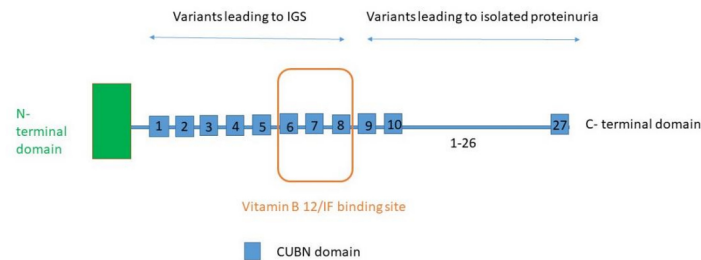 Variants leading to IGS
Variants leading to isolated proteinuria
N-
terminal
domain
1 2 3 4 5 6 7 8 9 10 27
C- terminal domain
1-26
Vitamin B 12/IF binding site
CUBN domain